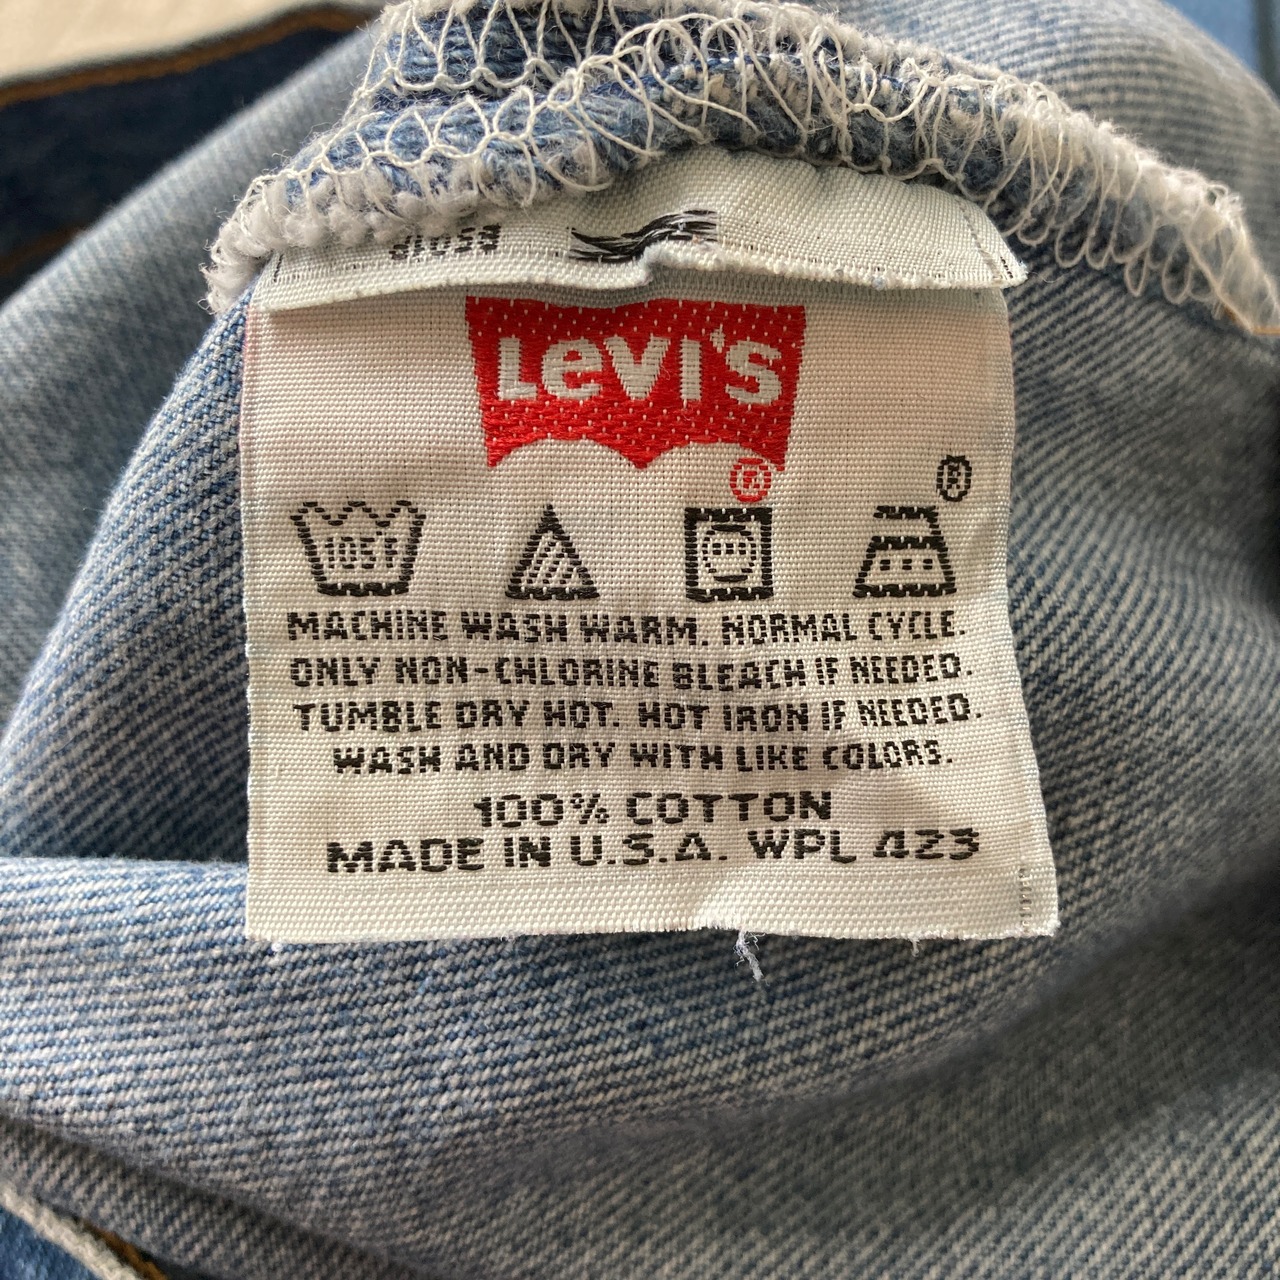 Levi's
®
®
105°F
MACHINE WASH WARM. NORMAL CYCLE.
ONLY NON-CHLORINE BLEACH IF NEEDED.
TUMBLE DRY HOT. HOT IRON IF NEEDED.
WASH AND DRY WITH LIKE COLORS.
100% COTTON
MADE IN U.S.A. WPL 423